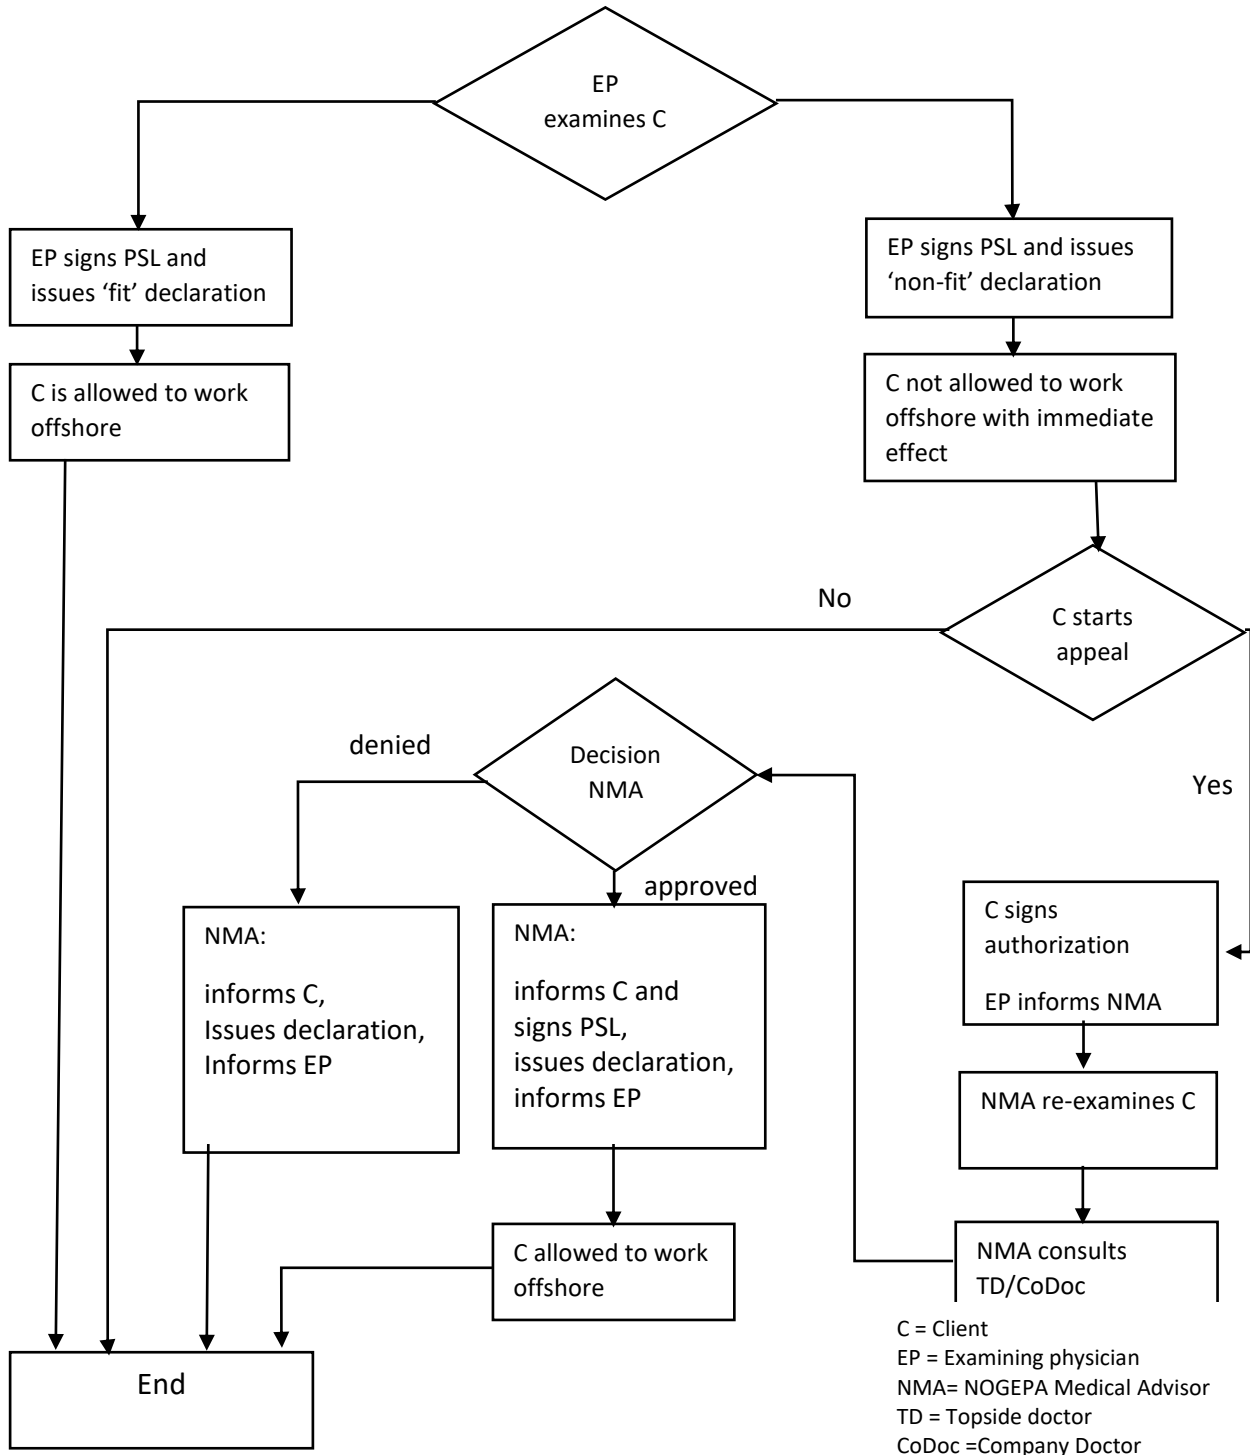 EP
examines C
EP signs PSL and
issues ‘fit’ declaration
EP signs PSL and issues
‘non-fit’ declaration
C is allowed to work
offshore
C not allowed to work
offshore with immediate
effect
No
C starts
appeal
denied
Decision
NMA
Yes
approved
NMA:
informs C,
Issues declaration,
Informs EP
NMA:
informs C and
signs PSL,
issues declaration,
informs EP
C signs
authorization
EP informs NMA
NMA re-examines C
C allowed to work
offshore
NMA consults
TD/CoDoc
End
C = Client
EP = Examining physician
NMA= NOGEPA Medical Advisor
TD = Topside doctor
CoDoc =Company Doctor